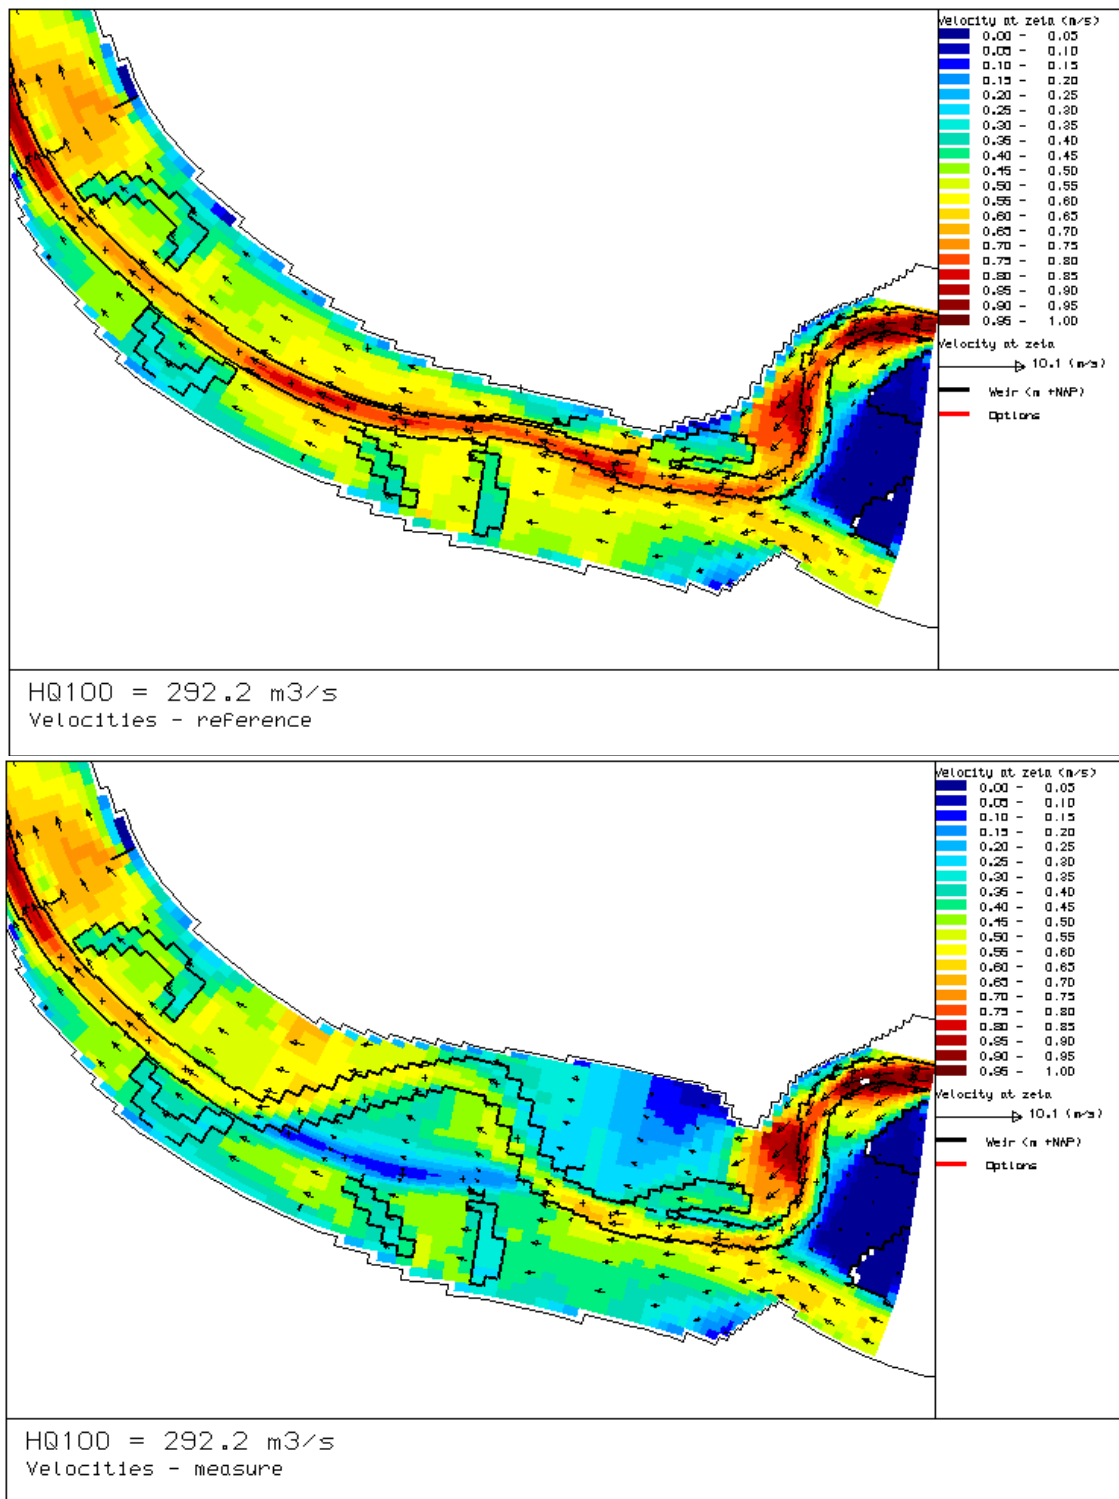 Velocity at zeta (m/s)
0.00 - 0.05
0.05 - 0.10
0.10 - 0.15
0.15 - 0.20
0.20 - 0.25
0.25 - 0.30
0.30 - 0.35
0.35 - 0.40
0.40 - 0.45
0.45 - 0.50
0.50 - 0.55
0.55 - 0.60
0.60 - 0.65
0.65 - 0.70
0.70 - 0.75
0.75 - 0.80
0.80 - 0.85
0.85 - 0.90
0.90 - 0.95
0.95 - 1.00
Velocity at zeta
10.1 (m/s)
Weir (m +NAP)
Options
HQ100 = 292.2 m3/s
Velocities - reference
Velocity at zeta (m/s)
0.00 - 0.05
0.05 - 0.10
0.10 - 0.15
0.15 - 0.20
0.20 - 0.25
0.25 - 0.30
0.30 - 0.35
0.35 - 0.40
0.40 - 0.45
0.45 - 0.50
0.50 - 0.55
0.55 - 0.60
0.60 - 0.65
0.65 - 0.70
0.70 - 0.75
0.75 - 0.80
0.80 - 0.85
0.85 - 0.90
0.90 - 0.95
0.95 - 1.00
Velocity at zeta
10.1 (m/s)
Weir (m +NAP)
Options
HQ100 = 292.2 m3/s
Velocities - measure